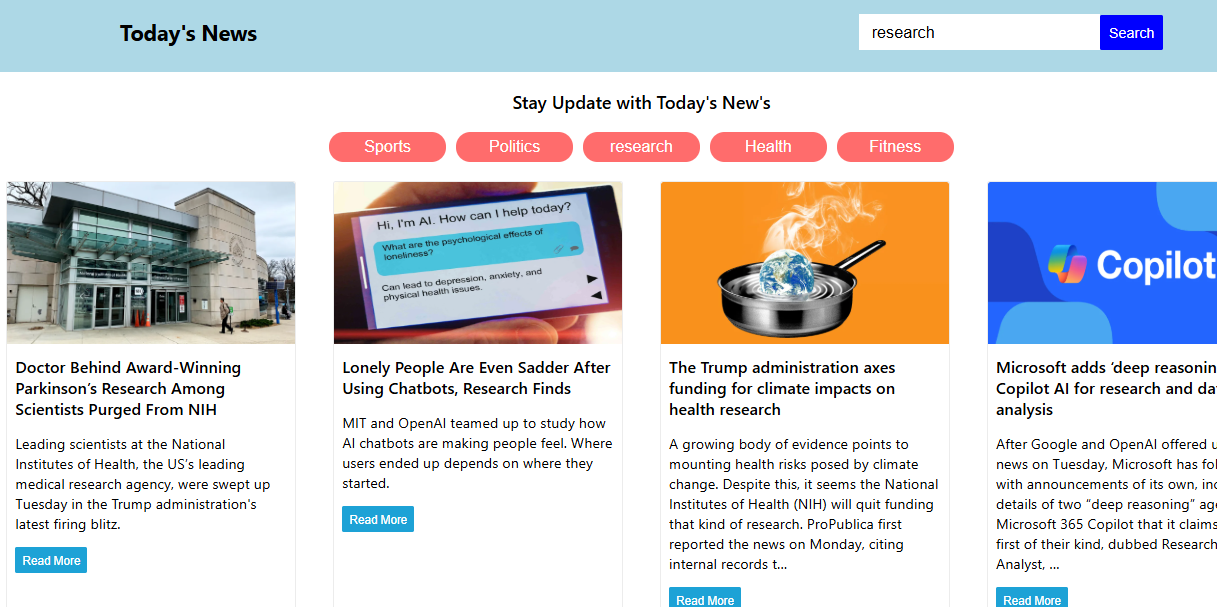 Today's News
research
Search
Stay Update with Today's New's
Sports
Politics
research
Health
Fitness
Hi, I'm AI. How can I help today?
What are the psychological effects of
loneliness?
Can lead to depression, anxiety, and
physical health issues.
Copilot
Doctor Behind Award-Winning
Parkinson’s Research Among
Scientists Purged From NIH
Leading scientists at the National
Institutes of Health, the US’s leading
medical research agency, were swept up
Tuesday in the Trump administration's
latest firing blitz.
Read More
Lonely People Are Even Sadder After
Using Chatbots, Research Finds
MIT and OpenAI teamed up to study how
AI chatbots are making people feel. Where
users ended up depends on where they
started.
Read More
The Trump administration axes
funding for climate impacts on
health research
A growing body of evidence points to
mounting health risks posed by climate
change. Despite this, it seems the National
Institutes of Health (NIH) will quit funding
that kind of research. ProPublica first
reported the news on Monday, citing
internal records t…
Read More
Microsoft adds ‘deep reasonin
Copilot AI for research and da
analysis
After Google and OpenAI offered u
news on Tuesday, Microsoft has fol
with announcements of its own, inc
details of two “deep reasoning” age
Microsoft 365 Copilot that it claims
first of their kind, dubbed Research
Analyst, …
Read More